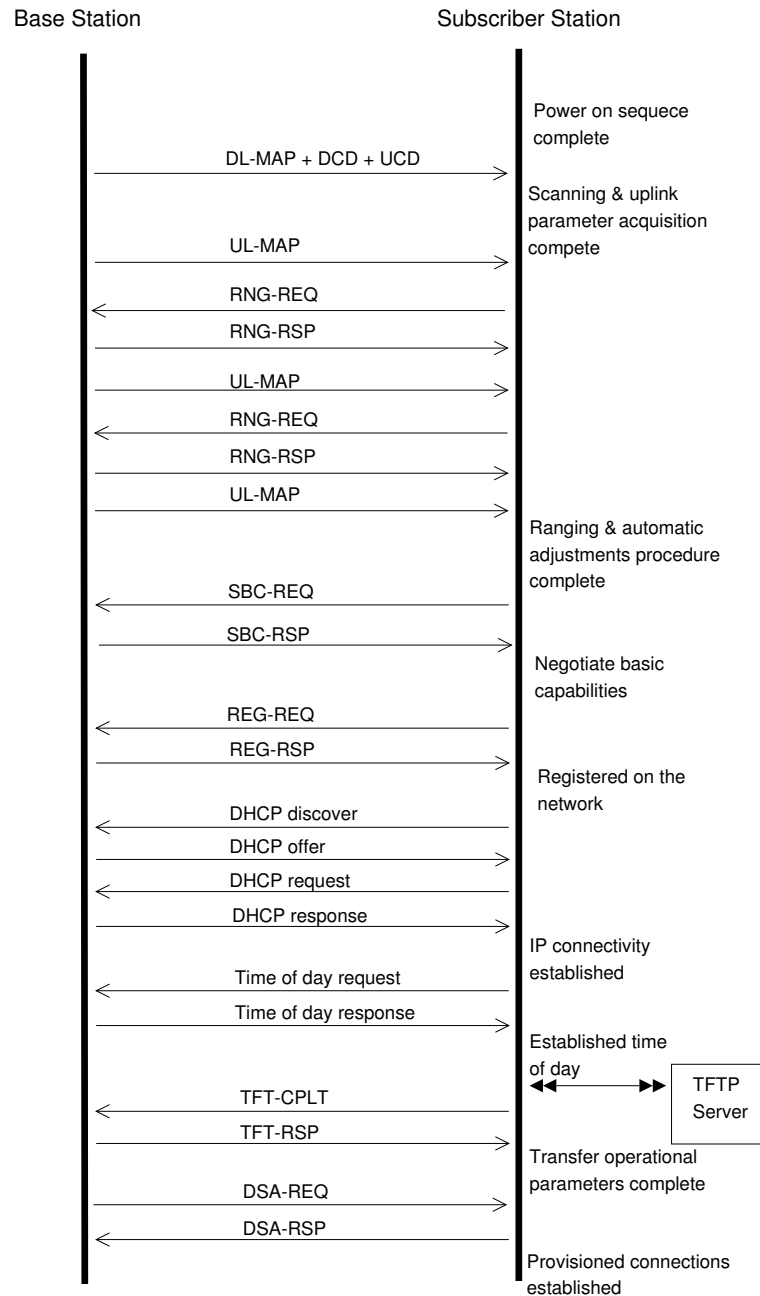 Base Station
Subscriber Station
Power on sequece
complete
DL-MAP + DCD + UCD
Scanning & uplink
parameter acquisition
compete
UL-MAP
RNG-REQ
RNG-RSP
UL-MAP
RNG-REQ
RNG-RSP
UL-MAP
Ranging & automatic
adjustments procedure
complete
SBC-REQ
SBC-RSP
Negotiate basic
capabilities
REG-REQ
REG-RSP
Registered on the
network
DHCP discover
DHCP offer
DHCP request
DHCP response
IP connectivity
established
Time of day request
Time of day response
Established time
of day
TFTP
Server
TFT-CPLT
TFT-RSP
Transfer operational
parameters complete
DSA-REQ
DSA-RSP
Provisioned connections
established